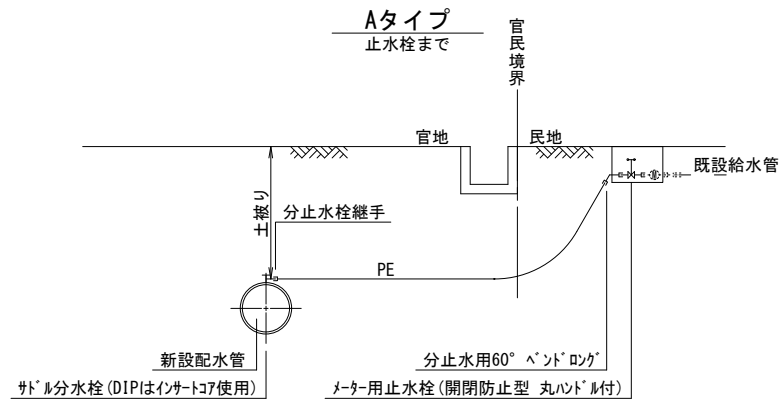 Aタイプ
止水栓まで
官民境界
官地
民地
既設給水管
土被り
分止水栓継手
PE
新設配水管
分止水用60° ﾍﾞﾝﾄﾞﾛﾝｸﾞ
ｻﾄﾞﾙ分水栓(DIPはｲﾝｻｰﾄｺｱ使用)
ﾒｰﾀｰ用止水栓(開閉防止型 丸ﾊﾝﾄﾞﾙ付)